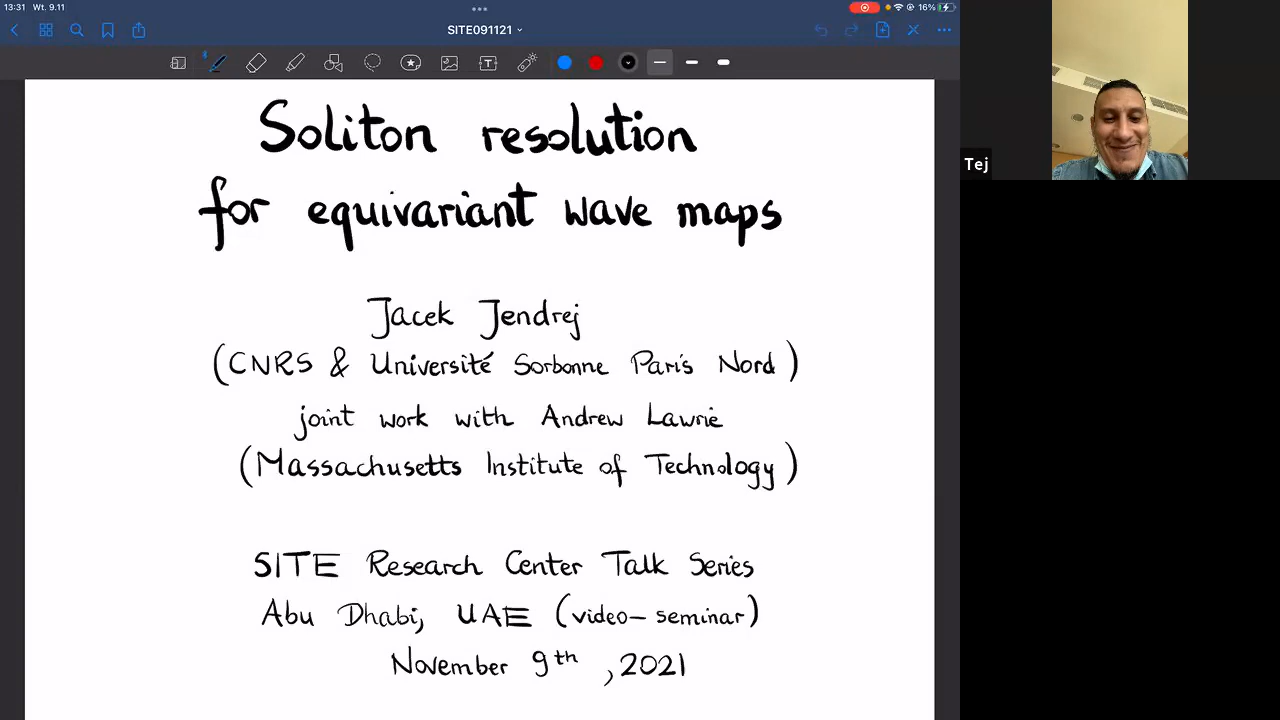 13:31 Wt. 9.11
16%
SITE091121
Soliton resolution
for equivariant wave maps
Jacek Jendrej
(CNRS & Université Sorbonne Paris Nord)
joint work with Andrew Lawrie
(Massachusetts Institute of Technology)
SITE Research Center Talk Series
Abu Dhabi, UAE (video-seminar)
November 9th, 2021
Tej